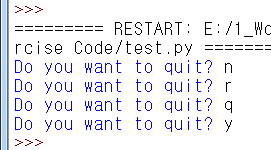 >>>
========= RESTART: E:/1_Wo
rcise Code/test.py =======
Do you want to quit? n
Do you want to quit? r
Do you want to quit? q
Do you want to quit? y
>>>